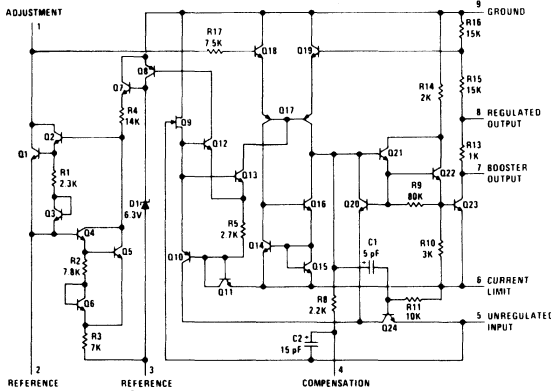 ADJUSTMENT
1
9
GROUND
R17
7.5K
R16
15K
Q8
Q18
Q19
Q7
Q17
R14
2K
R15
15K
R4
14K
Q9
8
REGULATED
OUTPUT
Q2
Q12
Q1
Q21
R13
1K
R1
2.3K
Q13
Q22
7
BOOSTER
OUTPUT
R9
80K
D1
6.3V
Q3
Q16
Q20
Q23
Q4
R5
2.7K
Q5
Q14
C1
5 pF
R10
3K
R2
7.8K
Q10
Q15
6
CURRENT
LIMIT
Q11
R8
2.2K
R11
10K
Q6
5
UNREGULATED
INPUT
Q24
R3
7K
C2
15 pF
2
REFERENCE
3
REFERENCE
4
COMPENSATION